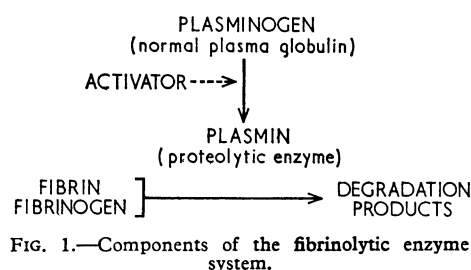 PLASMINOGEN
(normal plasma globulin)
ACTIVATOR
PLASMIN
(proteolytic enzyme)
FIBRIN
FIBRINOGEN
DEGRADATION
PRODUCTS
FIG. 1.—Components of the fibrinolytic enzyme
system.